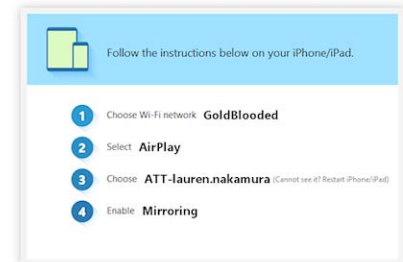 Follow the instructions below on your iPhone/iPad.
1 Choose Wi-Fi network GoldBlooded
2 Select AirPlay
3 Choose ATT-lauren.nakamura (Cannot see it? Restart iPhone/iPad)
4 Enable Mirroring